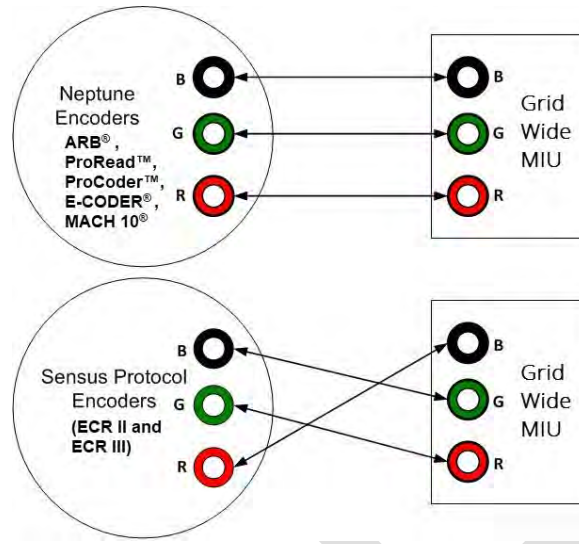 Neptune
Encoders
ARB® ,
ProRead™,
ProCoder™,
E-CODER® ,
MACH 10®
B
G
R
B
G
R
Grid
Wide
MIU
Sensus Protocol
Encoders
(ECR II and
ECR III)
B
G
R
B
G
R
Grid
Wide
MIU